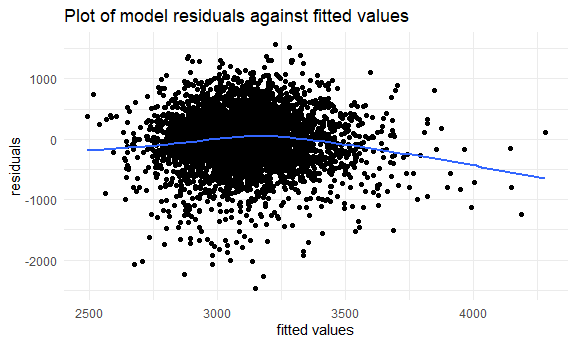 Plot of model residuals against fitted values
1000
0
-1000
-2000
residuals
2500 3000 3500 4000
fitted values